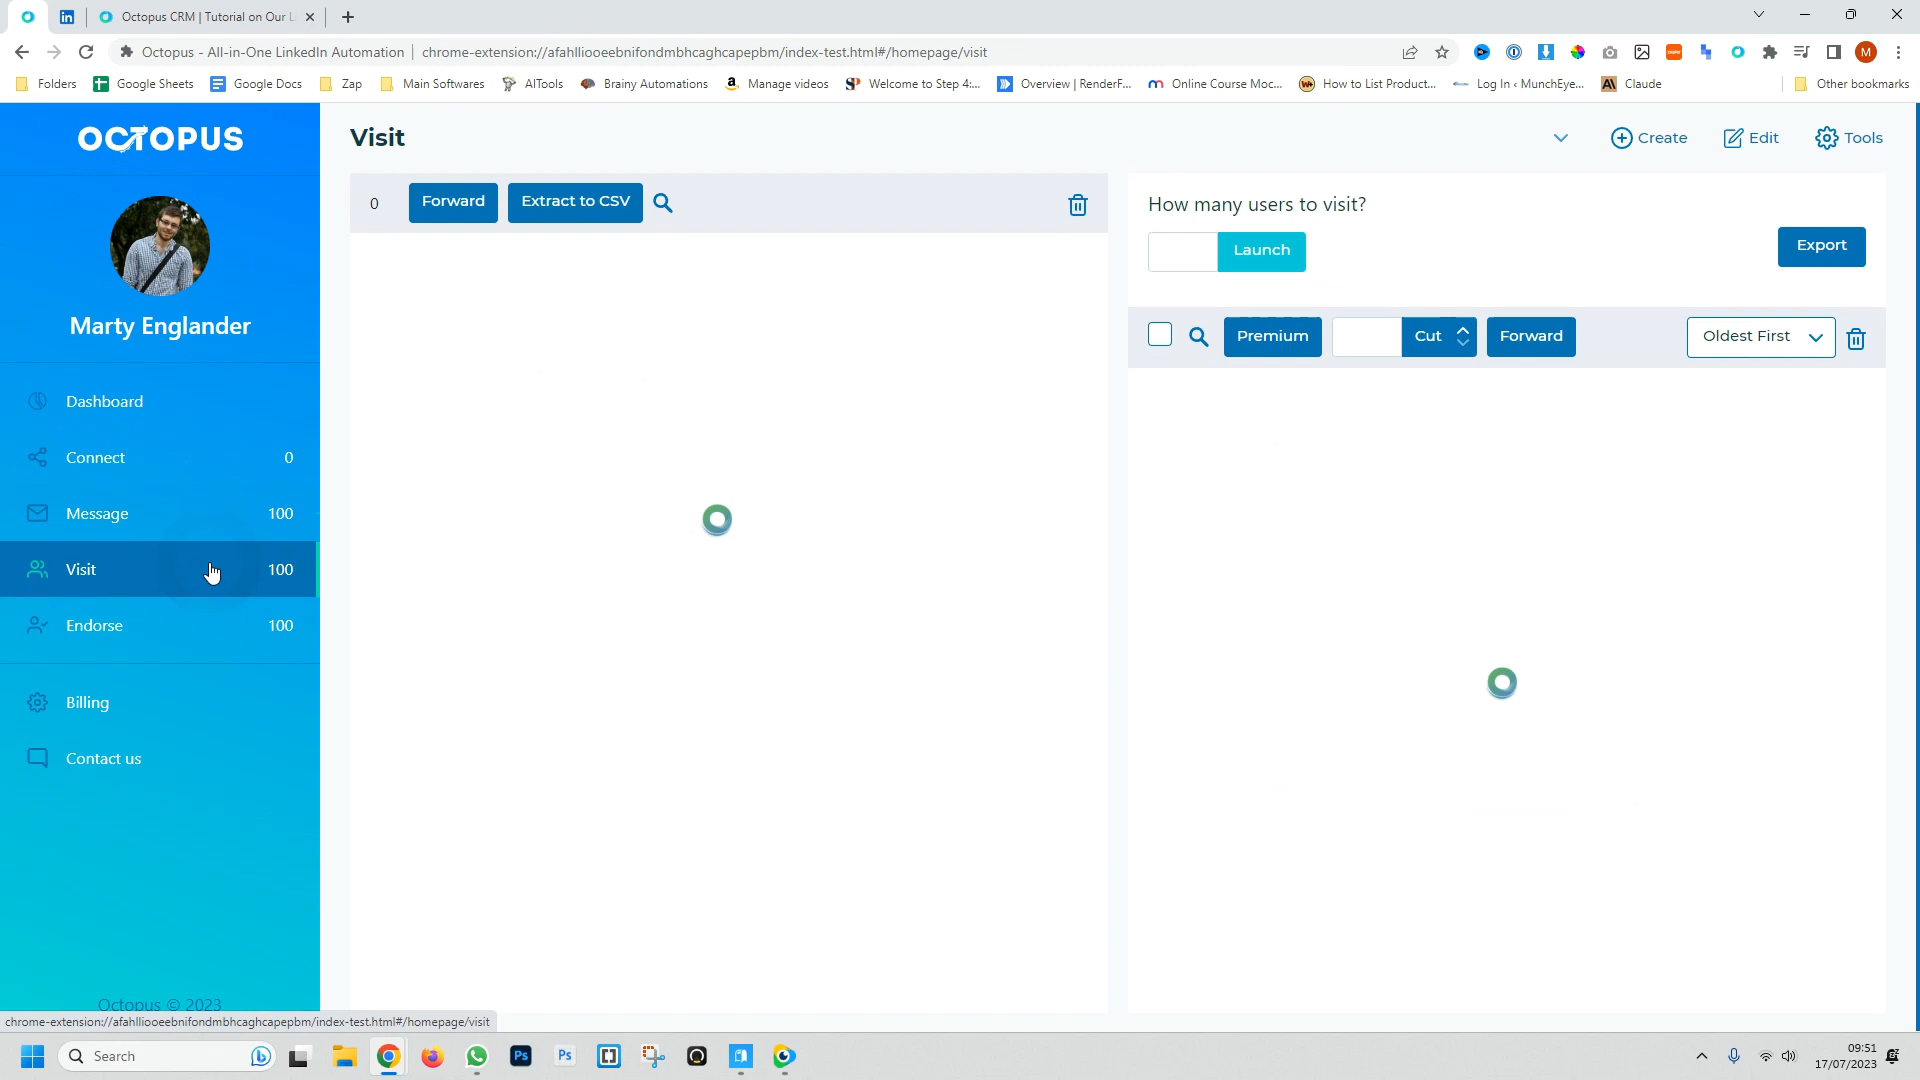 Octopus CRM | Tutorial on Our L
Octopus - All-in-One LinkedIn Automation | chrome-extension://afahlliooeebnifondmbhcaghcapepbm/index-test.html#/homepage/visit
Folders Google Sheets Google Docs Zap Main Softwares AITools Brainy Automations Manage videos Welcome to Step 4:... Overview | RenderF... Online Course Moc... How to List Product... Log In ‹ MunchEye... Claude Other bookmarks
OCTOPUS
Marty Englander
Dashboard
Connect 0
Message 100
Visit 100
Endorse 100
Billing
Contact us
Octopus © 2023
Visit
Create Edit Tools
0 Forward Extract to CSV
How many users to visit?
Launch
Export
Premium Cut Forward Oldest First
chrome-extension://afahlliooeebnifondmbhcaghcapepbm/index-test.html#/homepage/visit
Search
09:51
17/07/2023